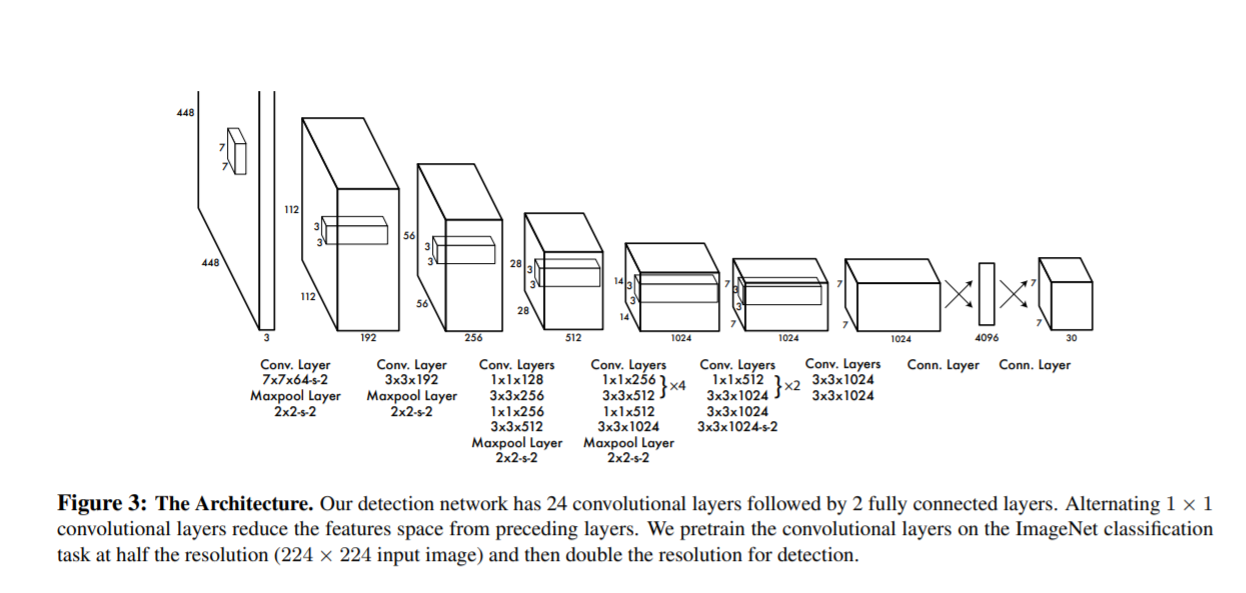 448
7
7
448
3
112
3
3
112
192
56
3
3
56
256
28
3
3
28
512
14
3
3
14
1024
7
3
3
7
1024
7
7
1024
4096
7
7
30
Conv. Layer
7x7x64-s-2
Maxpool Layer
2x2-s-2
Conv. Layer
3x3x192
Maxpool Layer
2x2-s-2
Conv. Layers
1x1x128
3x3x256
1x1x256
3x3x512
Maxpool Layer
2x2-s-2
Conv. Layers
1x1x256
3x3x512
}×4
1x1x512
3x3x1024
Maxpool Layer
2x2-s-2
Conv. Layers
1x1x512
3x3x1024
}×2
3x3x1024
3x3x1024-s-2
Conv. Layers
3x3x1024
3x3x1024
Conn. Layer
Conn. Layer
Figure 3: The Architecture. Our detection network has 24 convolutional layers followed by 2 fully connected layers. Alternating 1 × 1
convolutional layers reduce the features space from preceding layers. We pretrain the convolutional layers on the ImageNet classification
task at half the resolution (224 × 224 input image) and then double the resolution for detection.